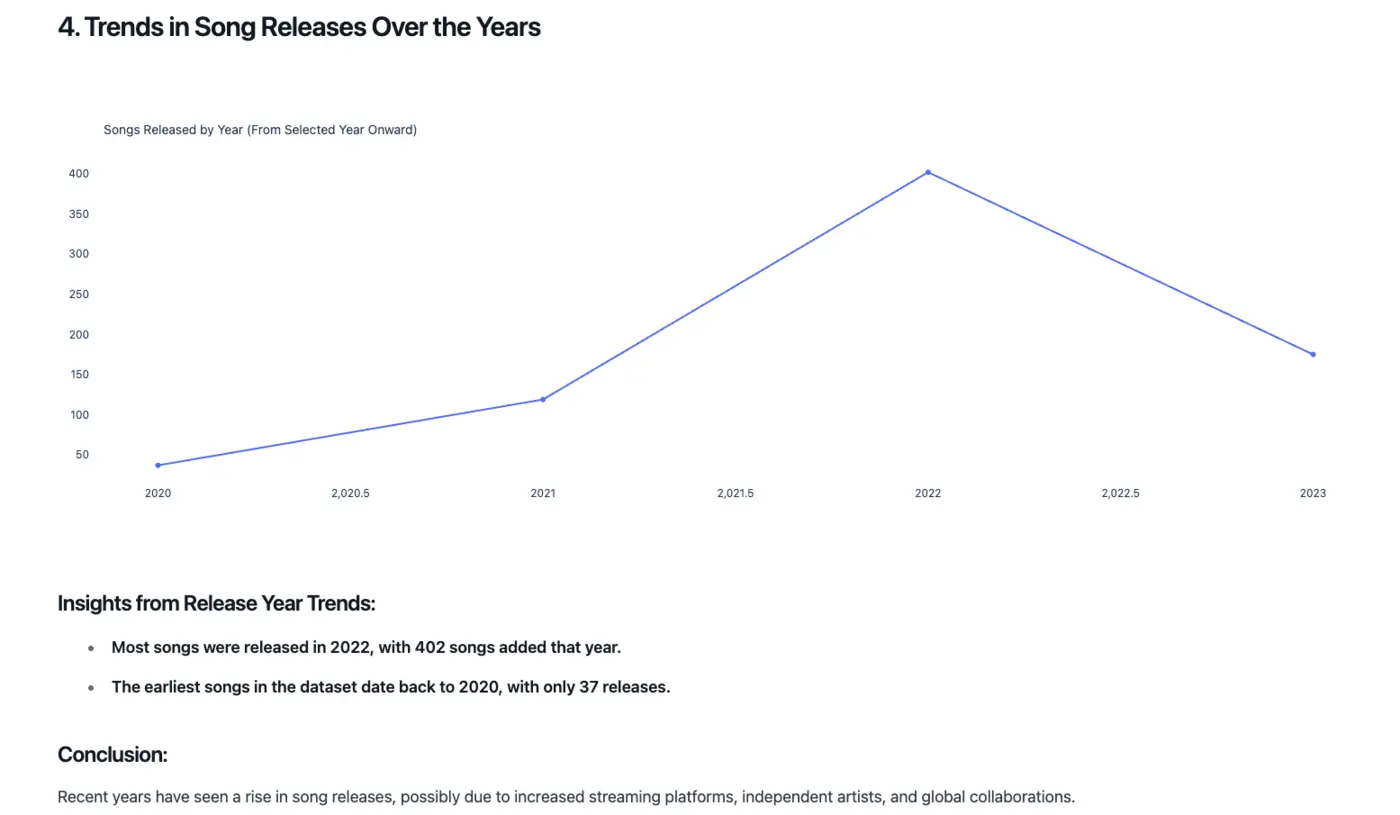 4. Trends in Song Releases Over the Years
Songs Released by Year (From Selected Year Onward)
400
350
300
250
200
150
100
50
2020 2,020.5 2021 2,021.5 2022 2,022.5 2023
Insights from Release Year Trends:
• Most songs were released in 2022, with 402 songs added that year.
• The earliest songs in the dataset date back to 2020, with only 37 releases.
Conclusion:
Recent years have seen a rise in song releases, possibly due to increased streaming platforms, independent artists, and global collaborations.